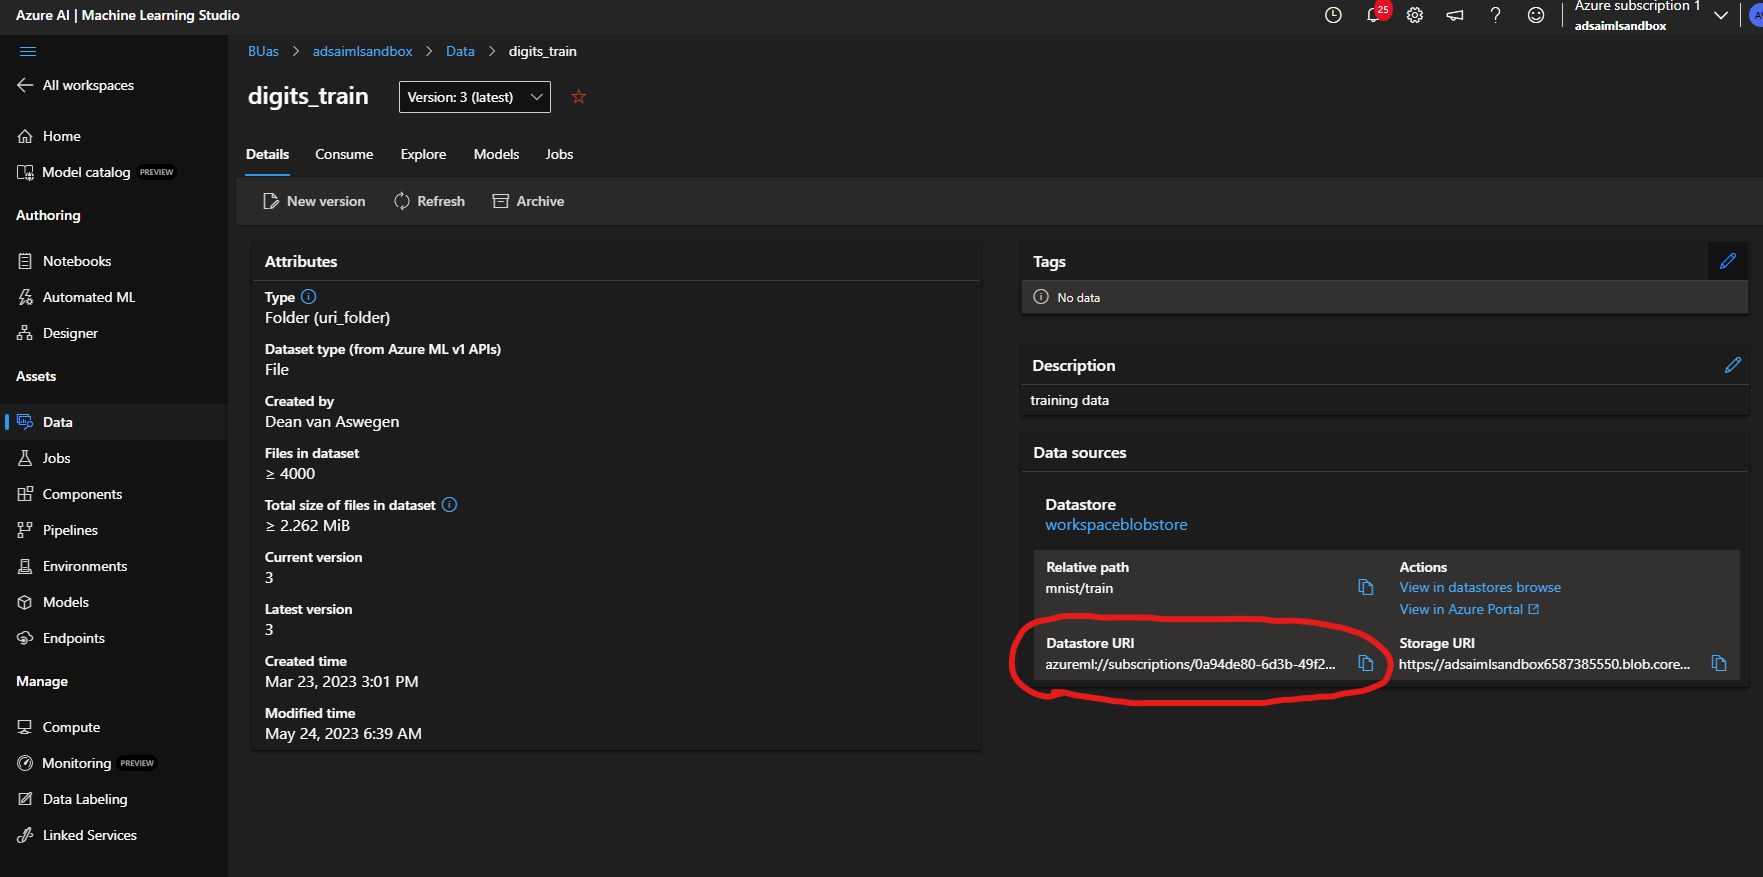 Azure AI | Machine Learning Studio
25
Azure subscription 1
adsaimlsandbox
All workspaces
Home
Model catalog PREVIEW
Authoring
Notebooks
Automated ML
Designer
Assets
Data
Jobs
Components
Pipelines
Environments
Models
Endpoints
Manage
Compute
Monitoring PREVIEW
Data Labeling
Linked Services
BUas > adsaimlsandbox > Data > digits_train
digits_train
Version: 3 (latest)
Details Consume Explore Models Jobs
New version Refresh Archive
Attributes
Type
Folder (uri_folder)
Dataset type (from Azure ML v1 APIs)
File
Created by
Dean van Aswegen
Files in dataset
≥ 4000
Total size of files in dataset
≥ 2.262 MiB
Current version
3
Latest version
3
Created time
Mar 23, 2023 3:01 PM
Modified time
May 24, 2023 6:39 AM
Tags
No data
Description
training data
Data sources
Datastore
workspaceblobstore
Relative path
mnist/train
Actions
View in datastores browse
View in Azure Portal
Datastore URI
azureml://subscriptions/0a94de80-6d3b-49f2...
Storage URI
https://adsaimlsandbox6587385550.blob.core...